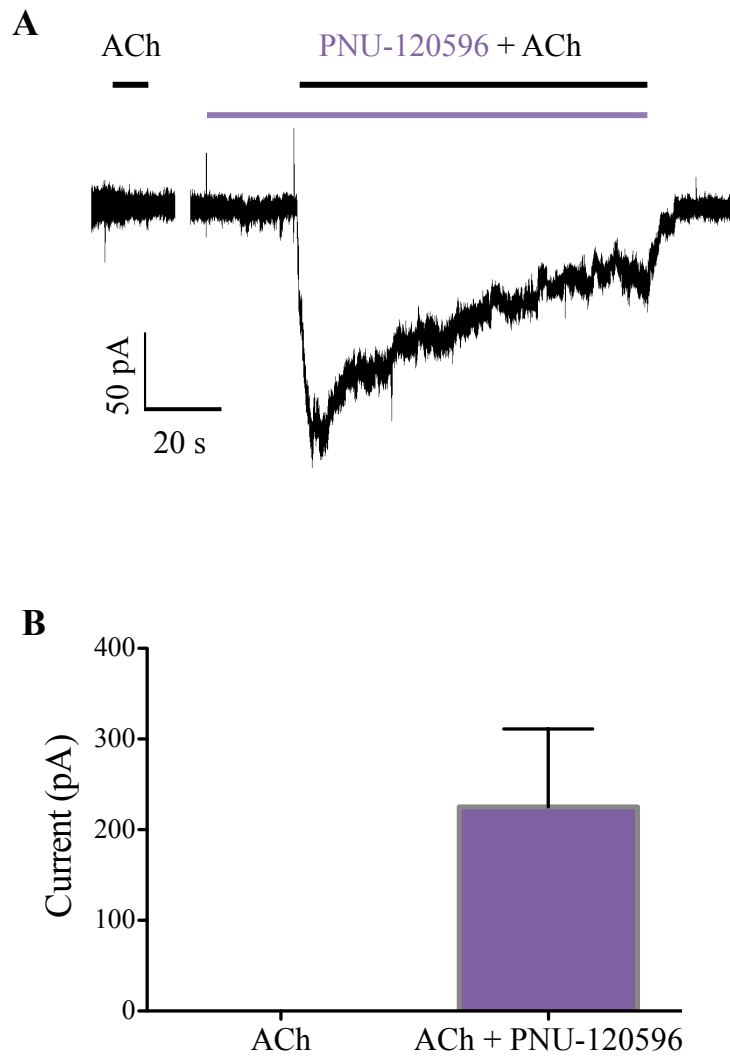 A
ACh PNU-120596 + ACh
50 pA
20 s
B
400
300
200
100
0
Current (pA)
ACh ACh + PNU-120596